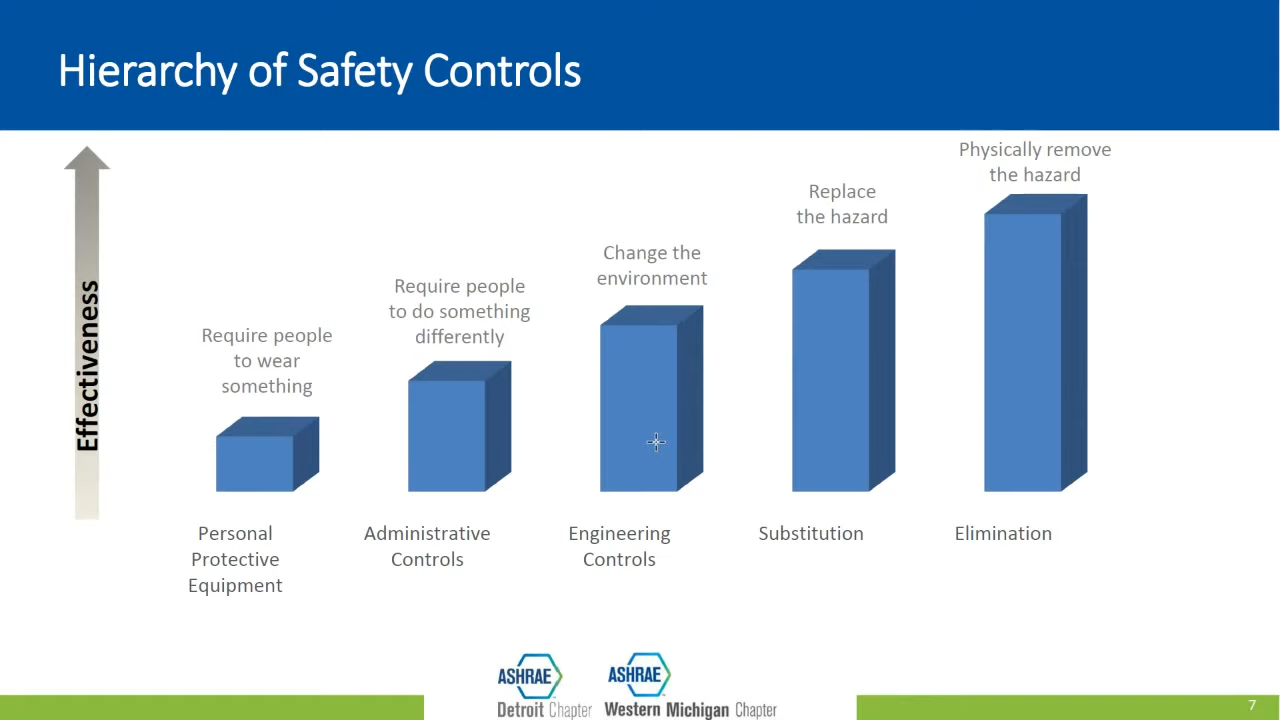 Hierarchy of Safety Controls
Effectiveness
Require people
to wear
something
Require people
to do something
differently
Change the
environment
Replace
the hazard
Physically remove
the hazard
Personal
Protective
Equipment
Administrative
Controls
Engineering
Controls
Substitution
Elimination
ASHRAE
Detroit Chapter
ASHRAE
Western Michigan Chapter
7